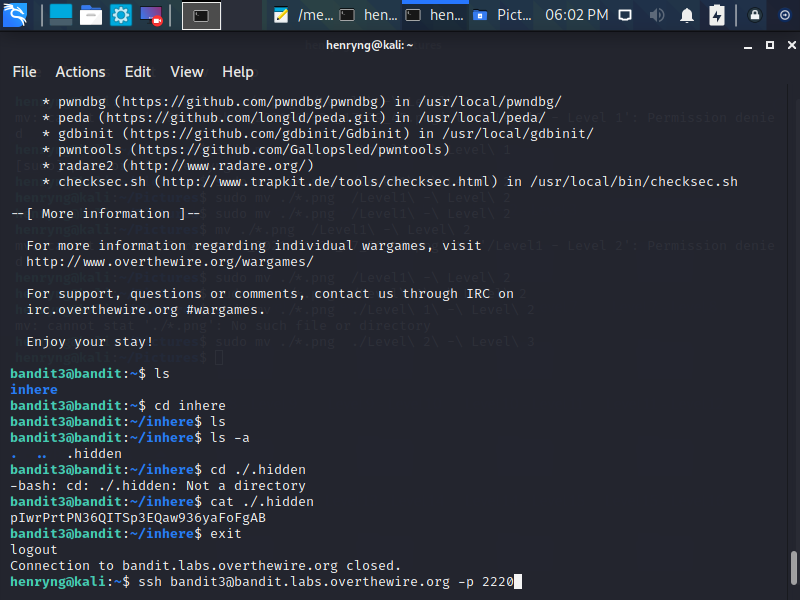 /me...
hen...
hen...
Pict...
06:02 PM
henryng@kali: ~
File Actions Edit View Help
* pwndbg (https://github.com/pwndbg/pwndbg) in /usr/local/pwndbg/
* peda (https://github.com/longld/peda.git) in /usr/local/peda/
* gdbinit (https://github.com/gdbinit/Gdbinit) in /usr/local/gdbinit/
* pwntools (https://github.com/Gallopsled/pwntools)
* radare2 (http://www.radare.org/)
* checksec.sh (http://www.trapkit.de/tools/checksec.html) in /usr/local/bin/checksec.sh
--[ More information ]--
For more information regarding individual wargames, visit
http://www.overthewire.org/wargames/
For support, questions or comments, contact us through IRC on
irc.overthewire.org #wargames.
Enjoy your stay!
bandit3@bandit:~$ ls
inhere
bandit3@bandit:~$ cd inhere
bandit3@bandit:~/inhere$ ls
bandit3@bandit:~/inhere$ ls -a
. .. .hidden
bandit3@bandit:~/inhere$ cd ./.hidden
-bash: cd: ./.hidden: Not a directory
bandit3@bandit:~/inhere$ cat ./.hidden
pIwrPrtPN36QITSp3EQaw936yaFoFgAB
bandit3@bandit:~/inhere$ exit
logout
Connection to bandit.labs.overthewire.org closed.
henryng@kali:~$ ssh bandit3@bandit.labs.overthewire.org -p 2220